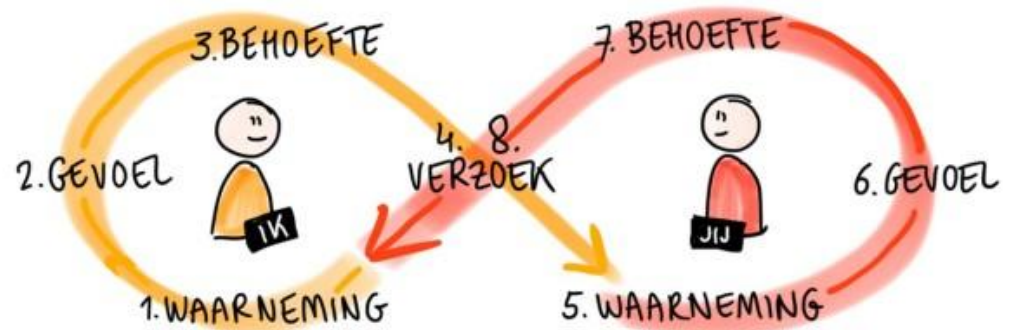 3. BEHOEFTE
7. BEHOEFTE
4. 8.
VERZOEK
2. GEVOEL
6. GEVOEL
IK
JIJ
1. WAARNEMING
5. WAARNEMING